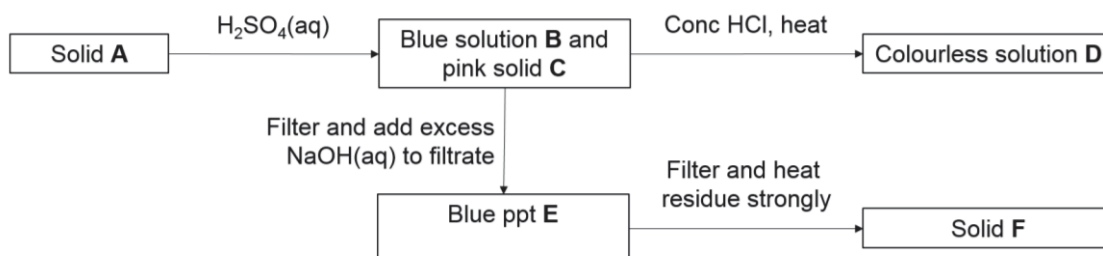 H₂SO₄(aq)
Conc HCl, heat
Solid A
Blue solution B and
pink solid C
Colourless solution D
Filter and add excess
NaOH(aq) to filtrate
Filter and heat
residue strongly
Blue ppt E
Solid F